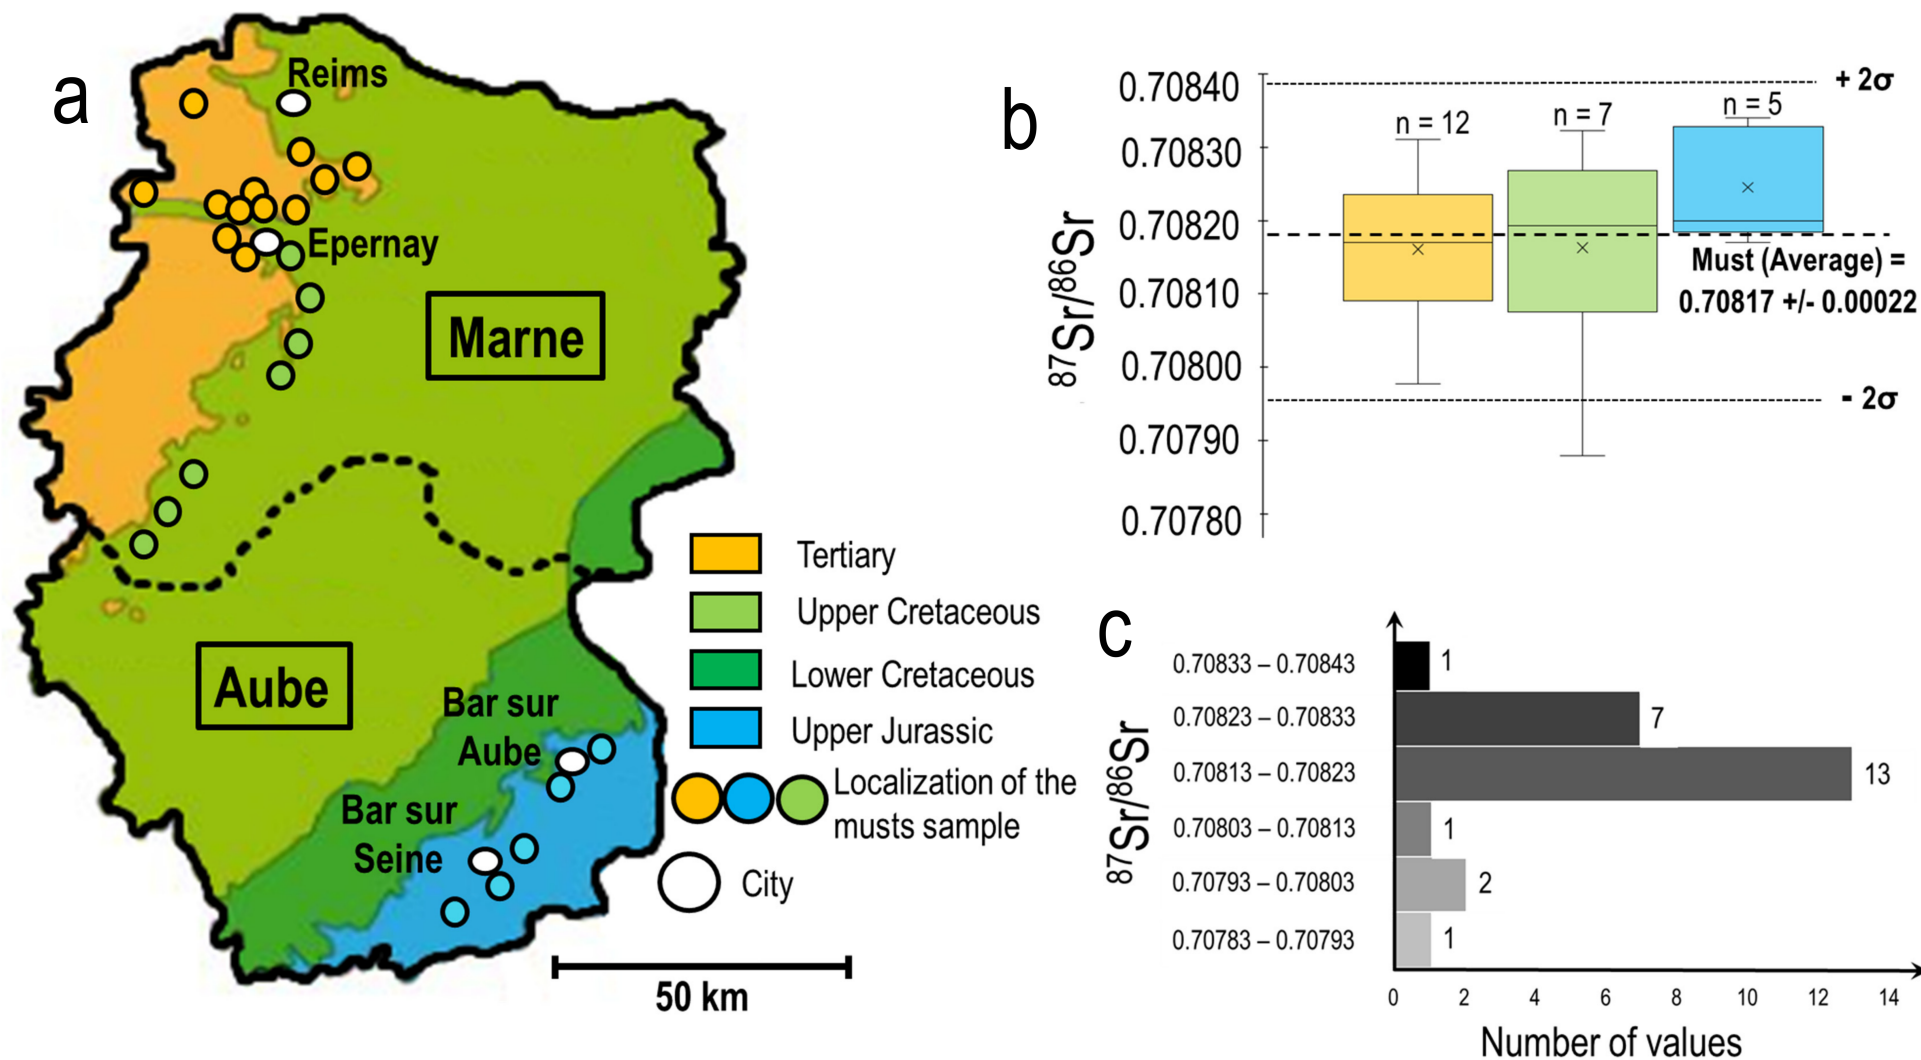 a
Reims
Epernay
Marne
Aube
Bar sur
Aube
Bar sur
Seine
Tertiary
Upper Cretaceous
Lower Cretaceous
Upper Jurassic
Localization of the
musts sample
City
50 km
b
⁸⁷Sr/⁸⁶Sr
0.70840
0.70830
0.70820
0.70810
0.70800
0.70790
0.70780
n = 12
n = 7
n = 5
+ 2σ
Must (Average) =
0.70817 +/- 0.00022
- 2σ
c
⁸⁷Sr/⁸⁶Sr
0.70833 – 0.70843
1
0.70823 – 0.70833
7
0.70813 – 0.70823
13
0.70803 – 0.70813
1
0.70793 – 0.70803
2
0.70783 – 0.70793
1
0 2 4 6 8 10 12 14
Number of values